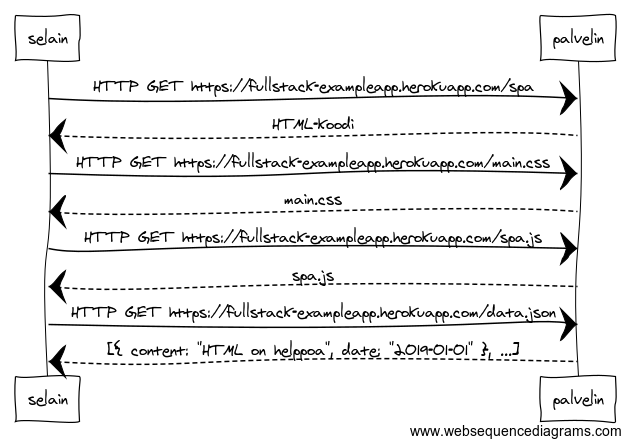 selain
palvelin
HTTP GET https://fullstack-exampleapp.herokuapp.com/spa
HTML-koodi
HTTP GET https://fullstack-exampleapp.herokuapp.com/main.css
main.css
HTTP GET https://fullstack-exampleapp.herokuapp.com/spa.js
spa.js
HTTP GET https://fullstack-exampleapp.herokuapp.com/data.json
[{ content: "HTML on helppoa", date: "2019-01-01" }, ...]
selain
palvelin
www.websequencediagrams.com